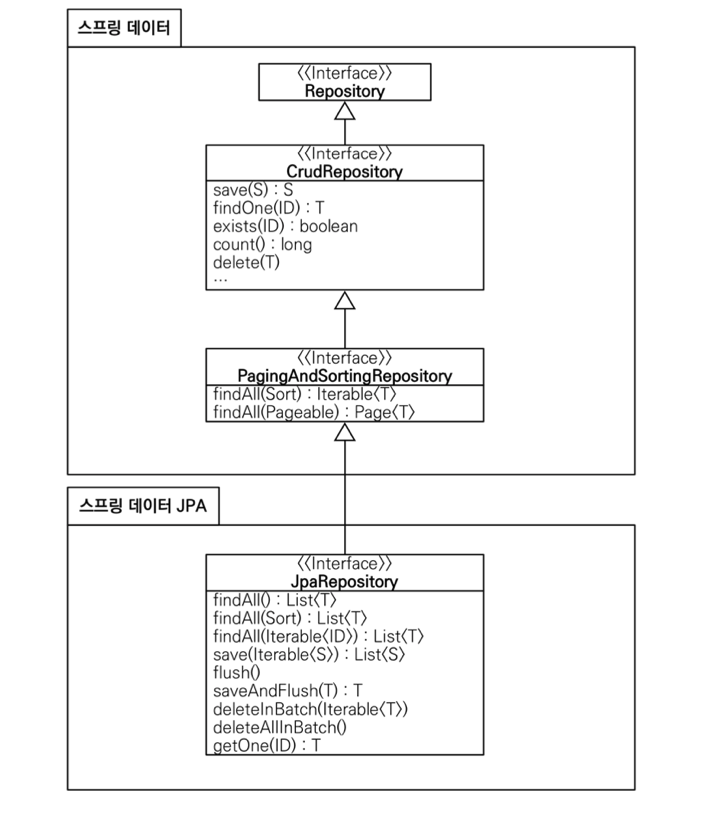 스프링 데이터
〈〈Interface〉〉
Repository
〈〈Interface〉〉
CrudRepository
save(S) : S
findOne(ID) : T
exists(ID) : boolean
count() : long
delete(T)
…
〈〈Interface〉〉
PagingAndSortingRepository
findAll(Sort) : Iterable〈T〉
findAll(Pageable) : Page〈T〉
스프링 데이터 JPA
〈〈Interface〉〉
JpaRepository
findAll() : List〈T〉
findAll(Sort) : List〈T〉
findAll(Iterable〈ID〉) : List〈T〉
save(Iterable〈S〉) : List〈S〉
flush()
saveAndFlush(T) : T
deleteInBatch(Iterable〈T〉)
deleteAllInBatch()
getOne(ID) : T